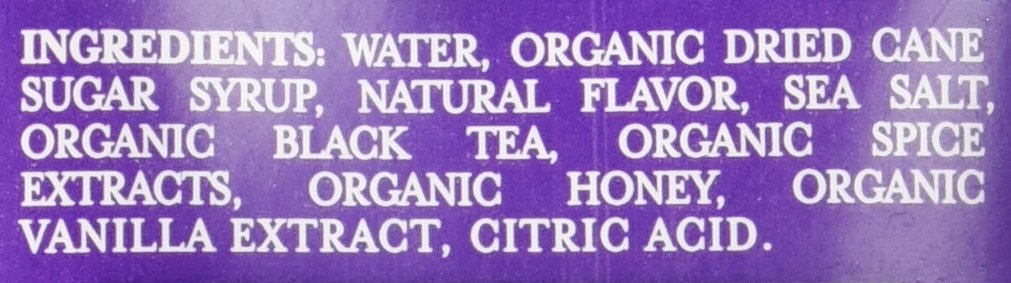 INGREDIENTS: WATER, ORGANIC DRIED CANE
SUGAR SYRUP, NATURAL FLAVOR, SEA SALT,
ORGANIC BLACK TEA, ORGANIC SPICE
EXTRACTS, ORGANIC HONEY, ORGANIC
VANILLA EXTRACT, CITRIC ACID.